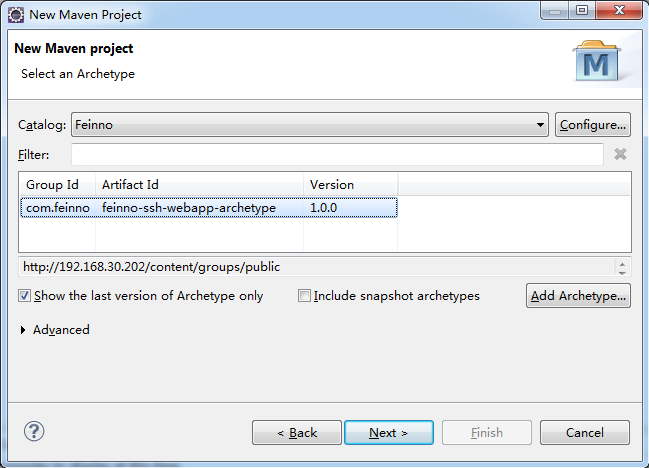 New Maven Project
New Maven project
Select an Archetype
M
Catalog: Feinno Configure...
Filter:
Group Id Artifact Id Version
com.feinno feinno-ssh-webapp-archetype 1.0.0
http://192.168.30.202/content/groups/public
Show the last version of Archetype only Include snapshot archetypes Add Archetype...
Advanced
? < Back Next > Finish Cancel